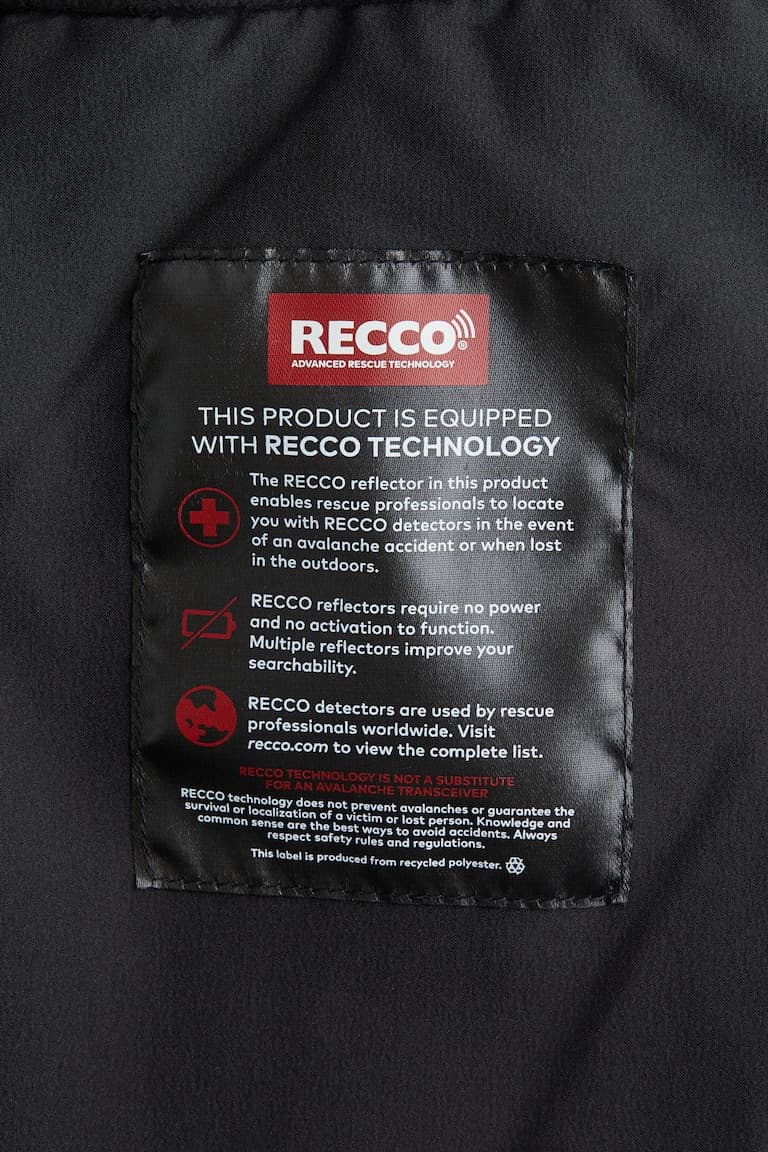 RECCO®
ADVANCED RESCUE TECHNOLOGY
THIS PRODUCT IS EQUIPPED
WITH RECCO TECHNOLOGY
The RECCO reflector in this product
enables rescue professionals to locate
you with RECCO detectors in the event
of an avalanche accident or when lost
in the outdoors.
RECCO reflectors require no power
and no activation to function.
Multiple reflectors improve your
searchability.
RECCO detectors are used by rescue
professionals worldwide. Visit
recco.com to view the complete list.
RECCO TECHNOLOGY IS NOT A SUBSTITUTE
FOR AN AVALANCHE TRANSCEIVER
RECCO technology does not prevent avalanches or guarantee the
survival or localization of a victim or lost person. Knowledge and
common sense are the best ways to avoid accidents. Always
respect safety rules and regulations.
This label is produced from recycled polyester.